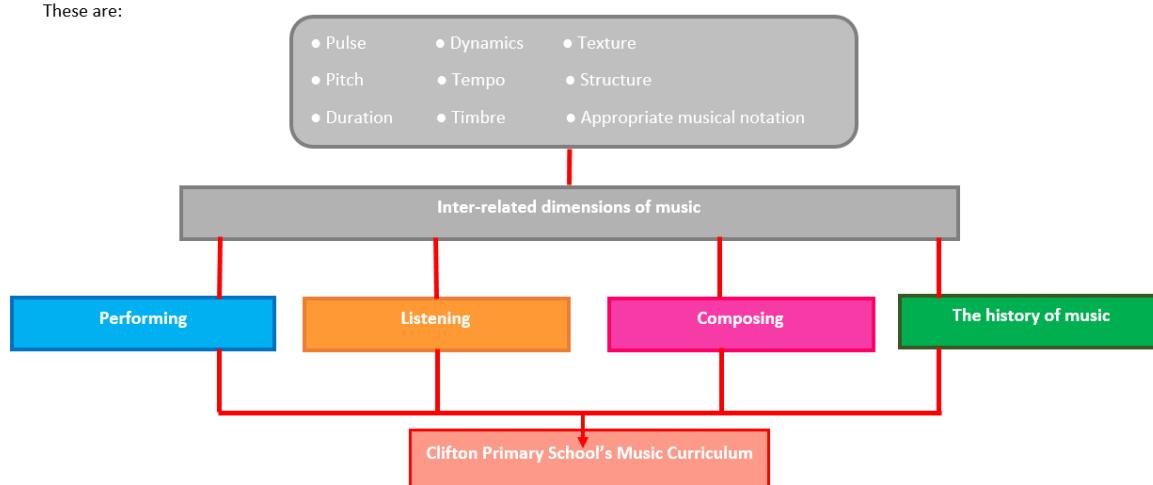 These are:
● Pulse ● Dynamics ● Texture
● Pitch ● Tempo ● Structure
● Duration ● Timbre ● Appropriate musical notation
Inter-related dimensions of music
Performing Listening Composing The history of music
Clifton Primary School’s Music Curriculum